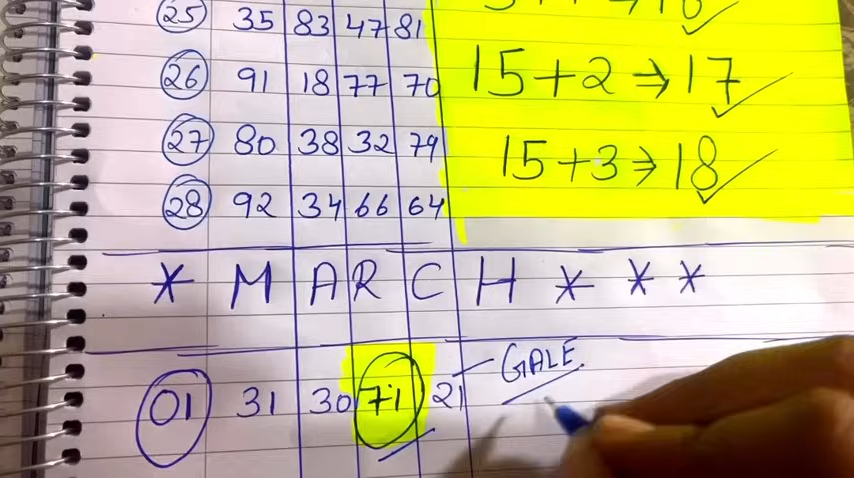 25 35 83 47 81
26 91 18 77 70
15+2⇒17
27 80 38 32 79
15+3⇒18
28 92 34 66 64
* MARCH * * *
01 31 30 71 21 - GALE